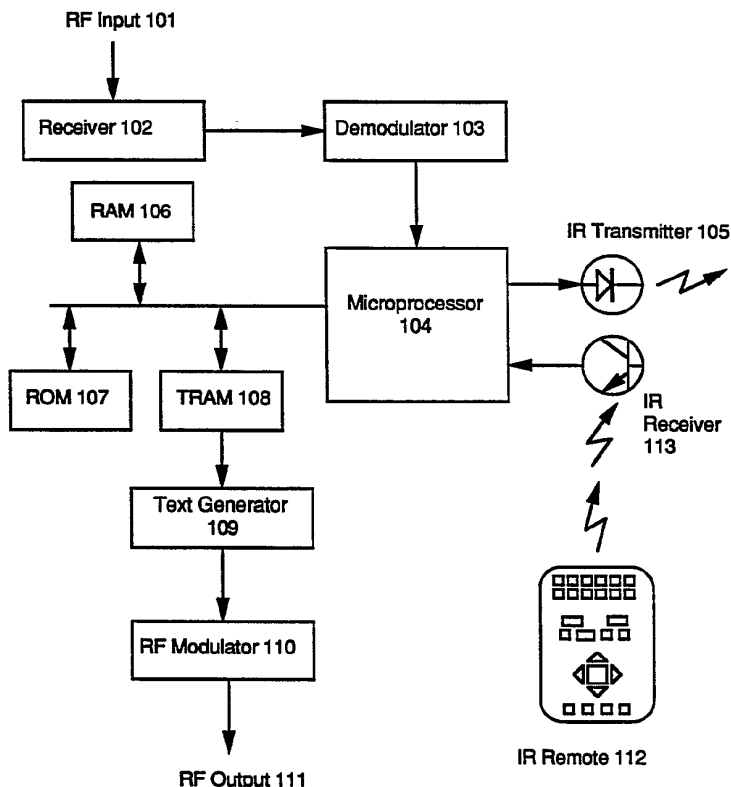 RF Input 101
Receiver 102
Demodulator 103
RAM 106
IR Transmitter 105
Microprocessor
104
ROM 107
TRAM 108
IR
Receiver
113
Text Generator
109
RF Modulator 110
IR Remote 112
RF Output 111